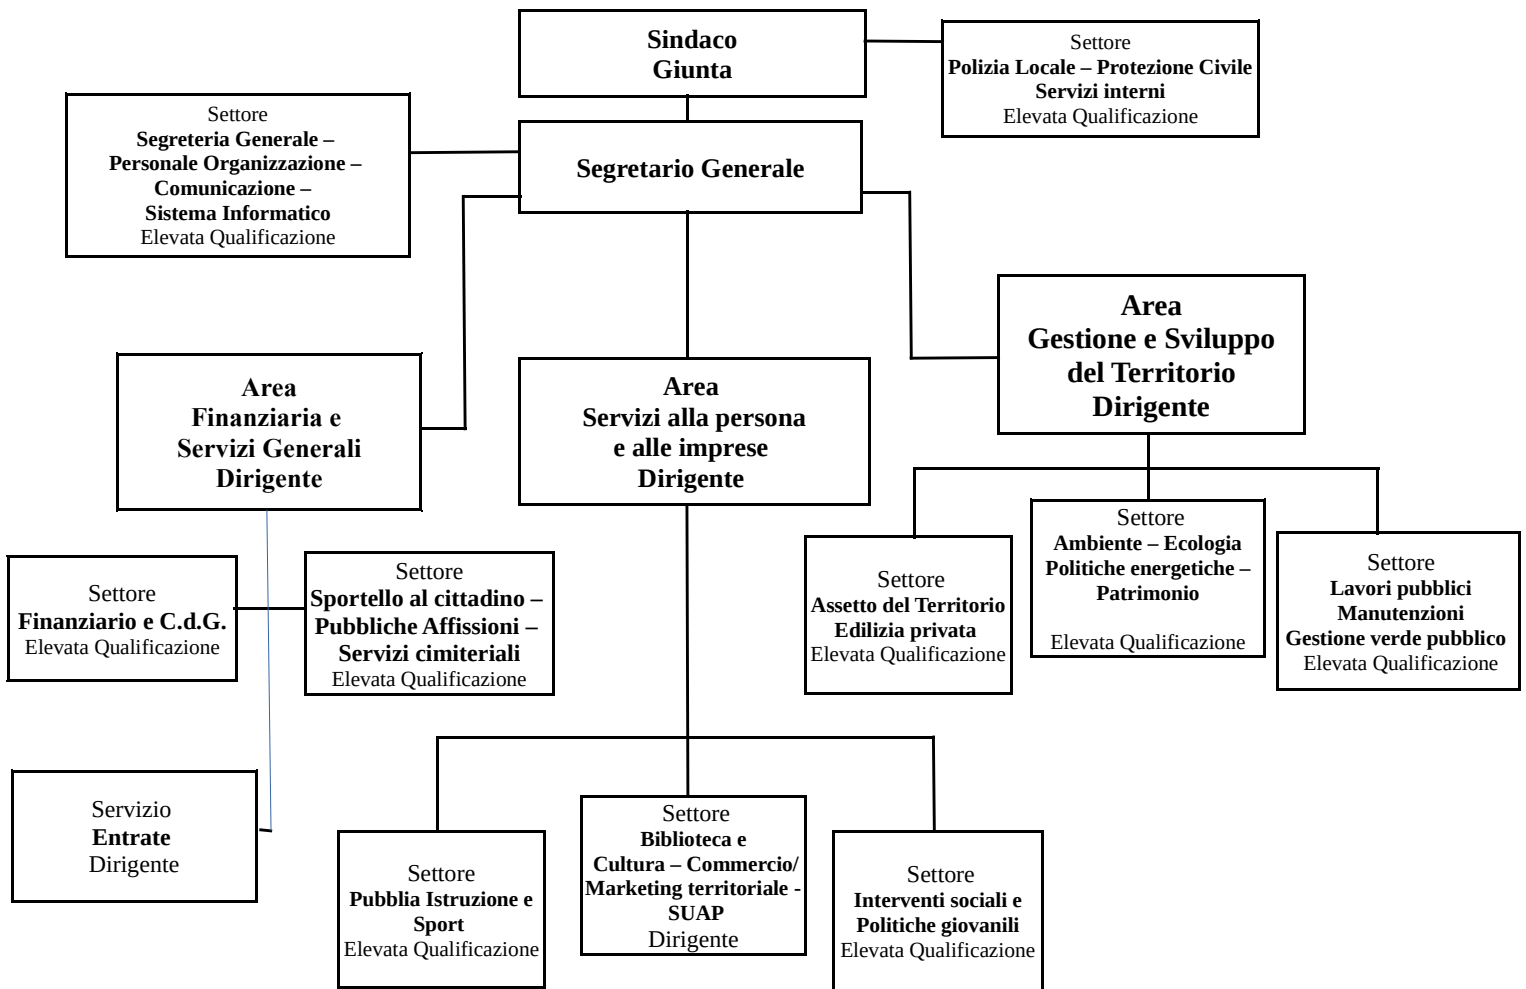 Sindaco
Giunta
Settore
Polizia Locale – Protezione Civile
Servizi interni
Elevata Qualificazione
Settore
Segreteria Generale –
Personale Organizzazione –
Comunicazione –
Sistema Informatico
Elevata Qualificazione
Segretario Generale
Area
Gestione e Sviluppo
del Territorio
Dirigente
Area
Finanziaria e
Servizi Generali
Dirigente
Area
Servizi alla persona
e alle imprese
Dirigente
Settore
Finanziario e C.d.G.
Elevata Qualificazione
Settore
Sportello al cittadino –
Pubbliche Affissioni –
Servizi cimiteriali
Elevata Qualificazione
Settore
Assetto del Territorio
Edilizia privata
Elevata Qualificazione
Settore
Ambiente – Ecologia
Politiche energetiche –
Patrimonio
Elevata Qualificazione
Settore
Lavori pubblici
Manutenzioni
Gestione verde pubblico
Elevata Qualificazione
Servizio
Entrate
Dirigente
Settore
Pubblia Istruzione e
Sport
Elevata Qualificazione
Settore
Biblioteca e
Cultura – Commercio/
Marketing territoriale -
SUAP
Dirigente
Settore
Interventi sociali e
Politiche giovanili
Elevata Qualificazione